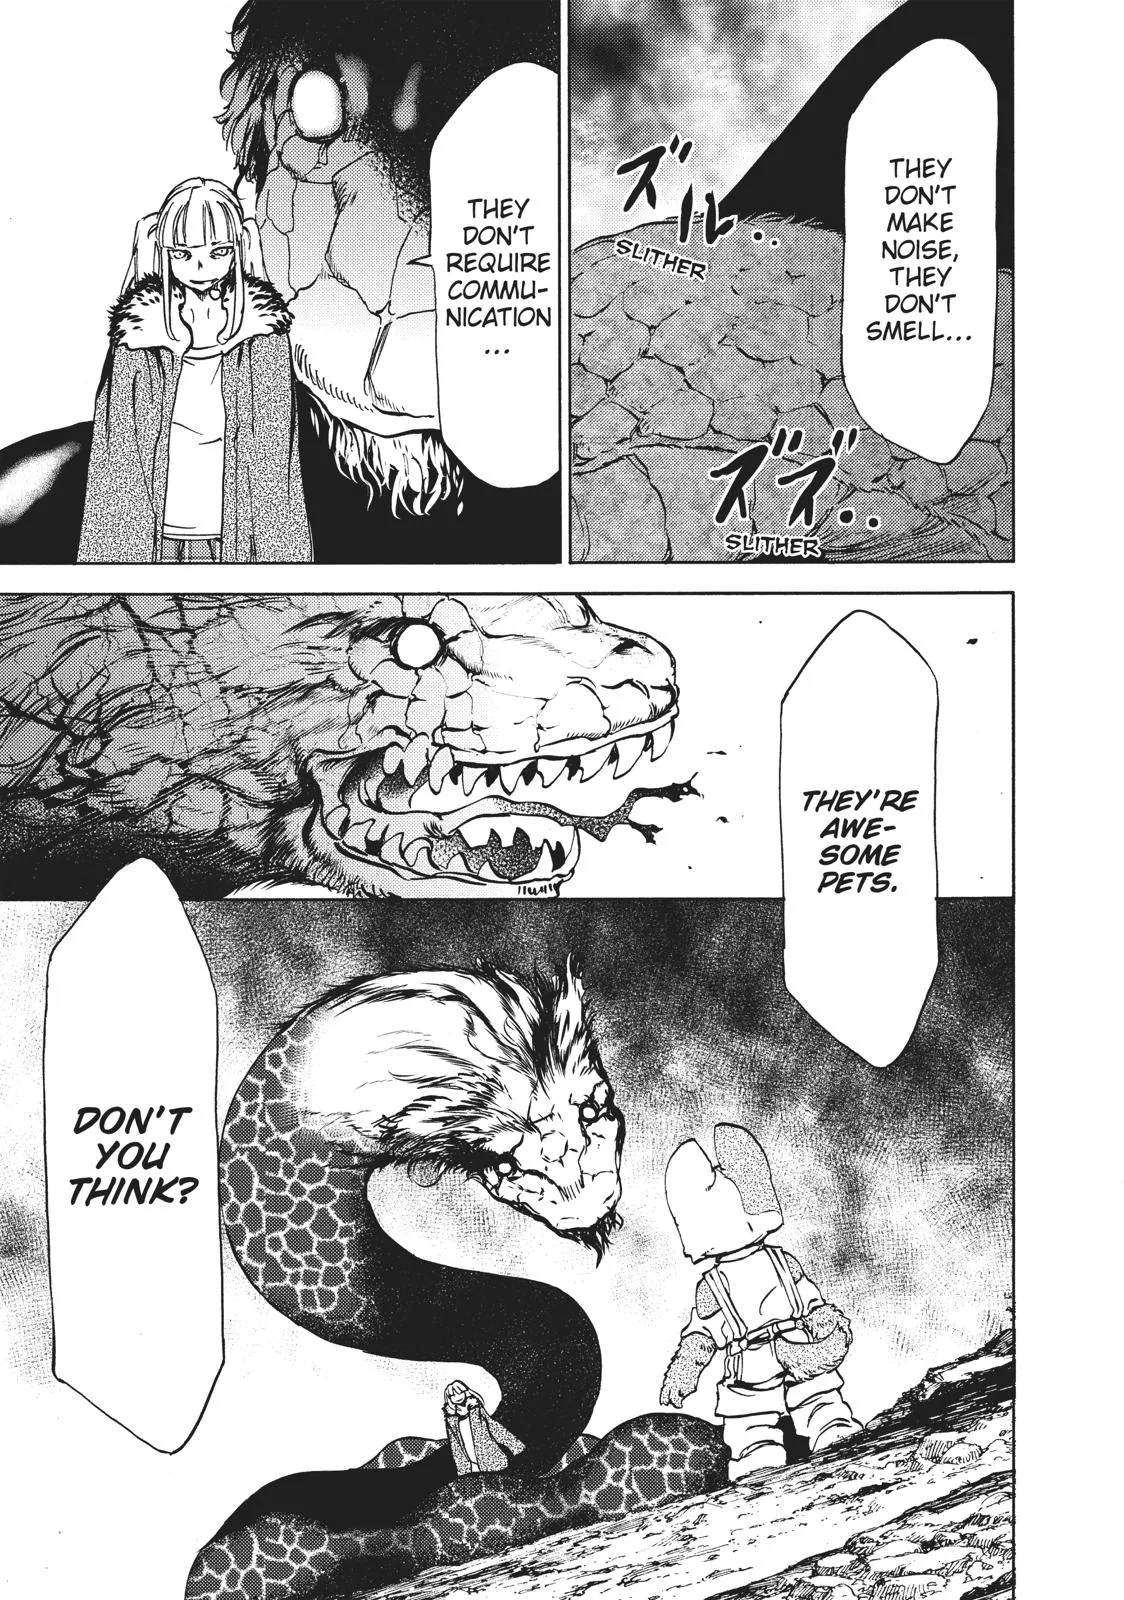 THEY
DON'T
MAKE
NOISE,
THEY
DON'T
SMELL...
ズ
ル..
SLITHER
ズ
ズ..
SLITHER
THEY
DON'T
REQUIRE
COMMU-
NICATION
...
THEY'RE
AWE-
SOME
PETS.
DON'T
YOU
THINK?